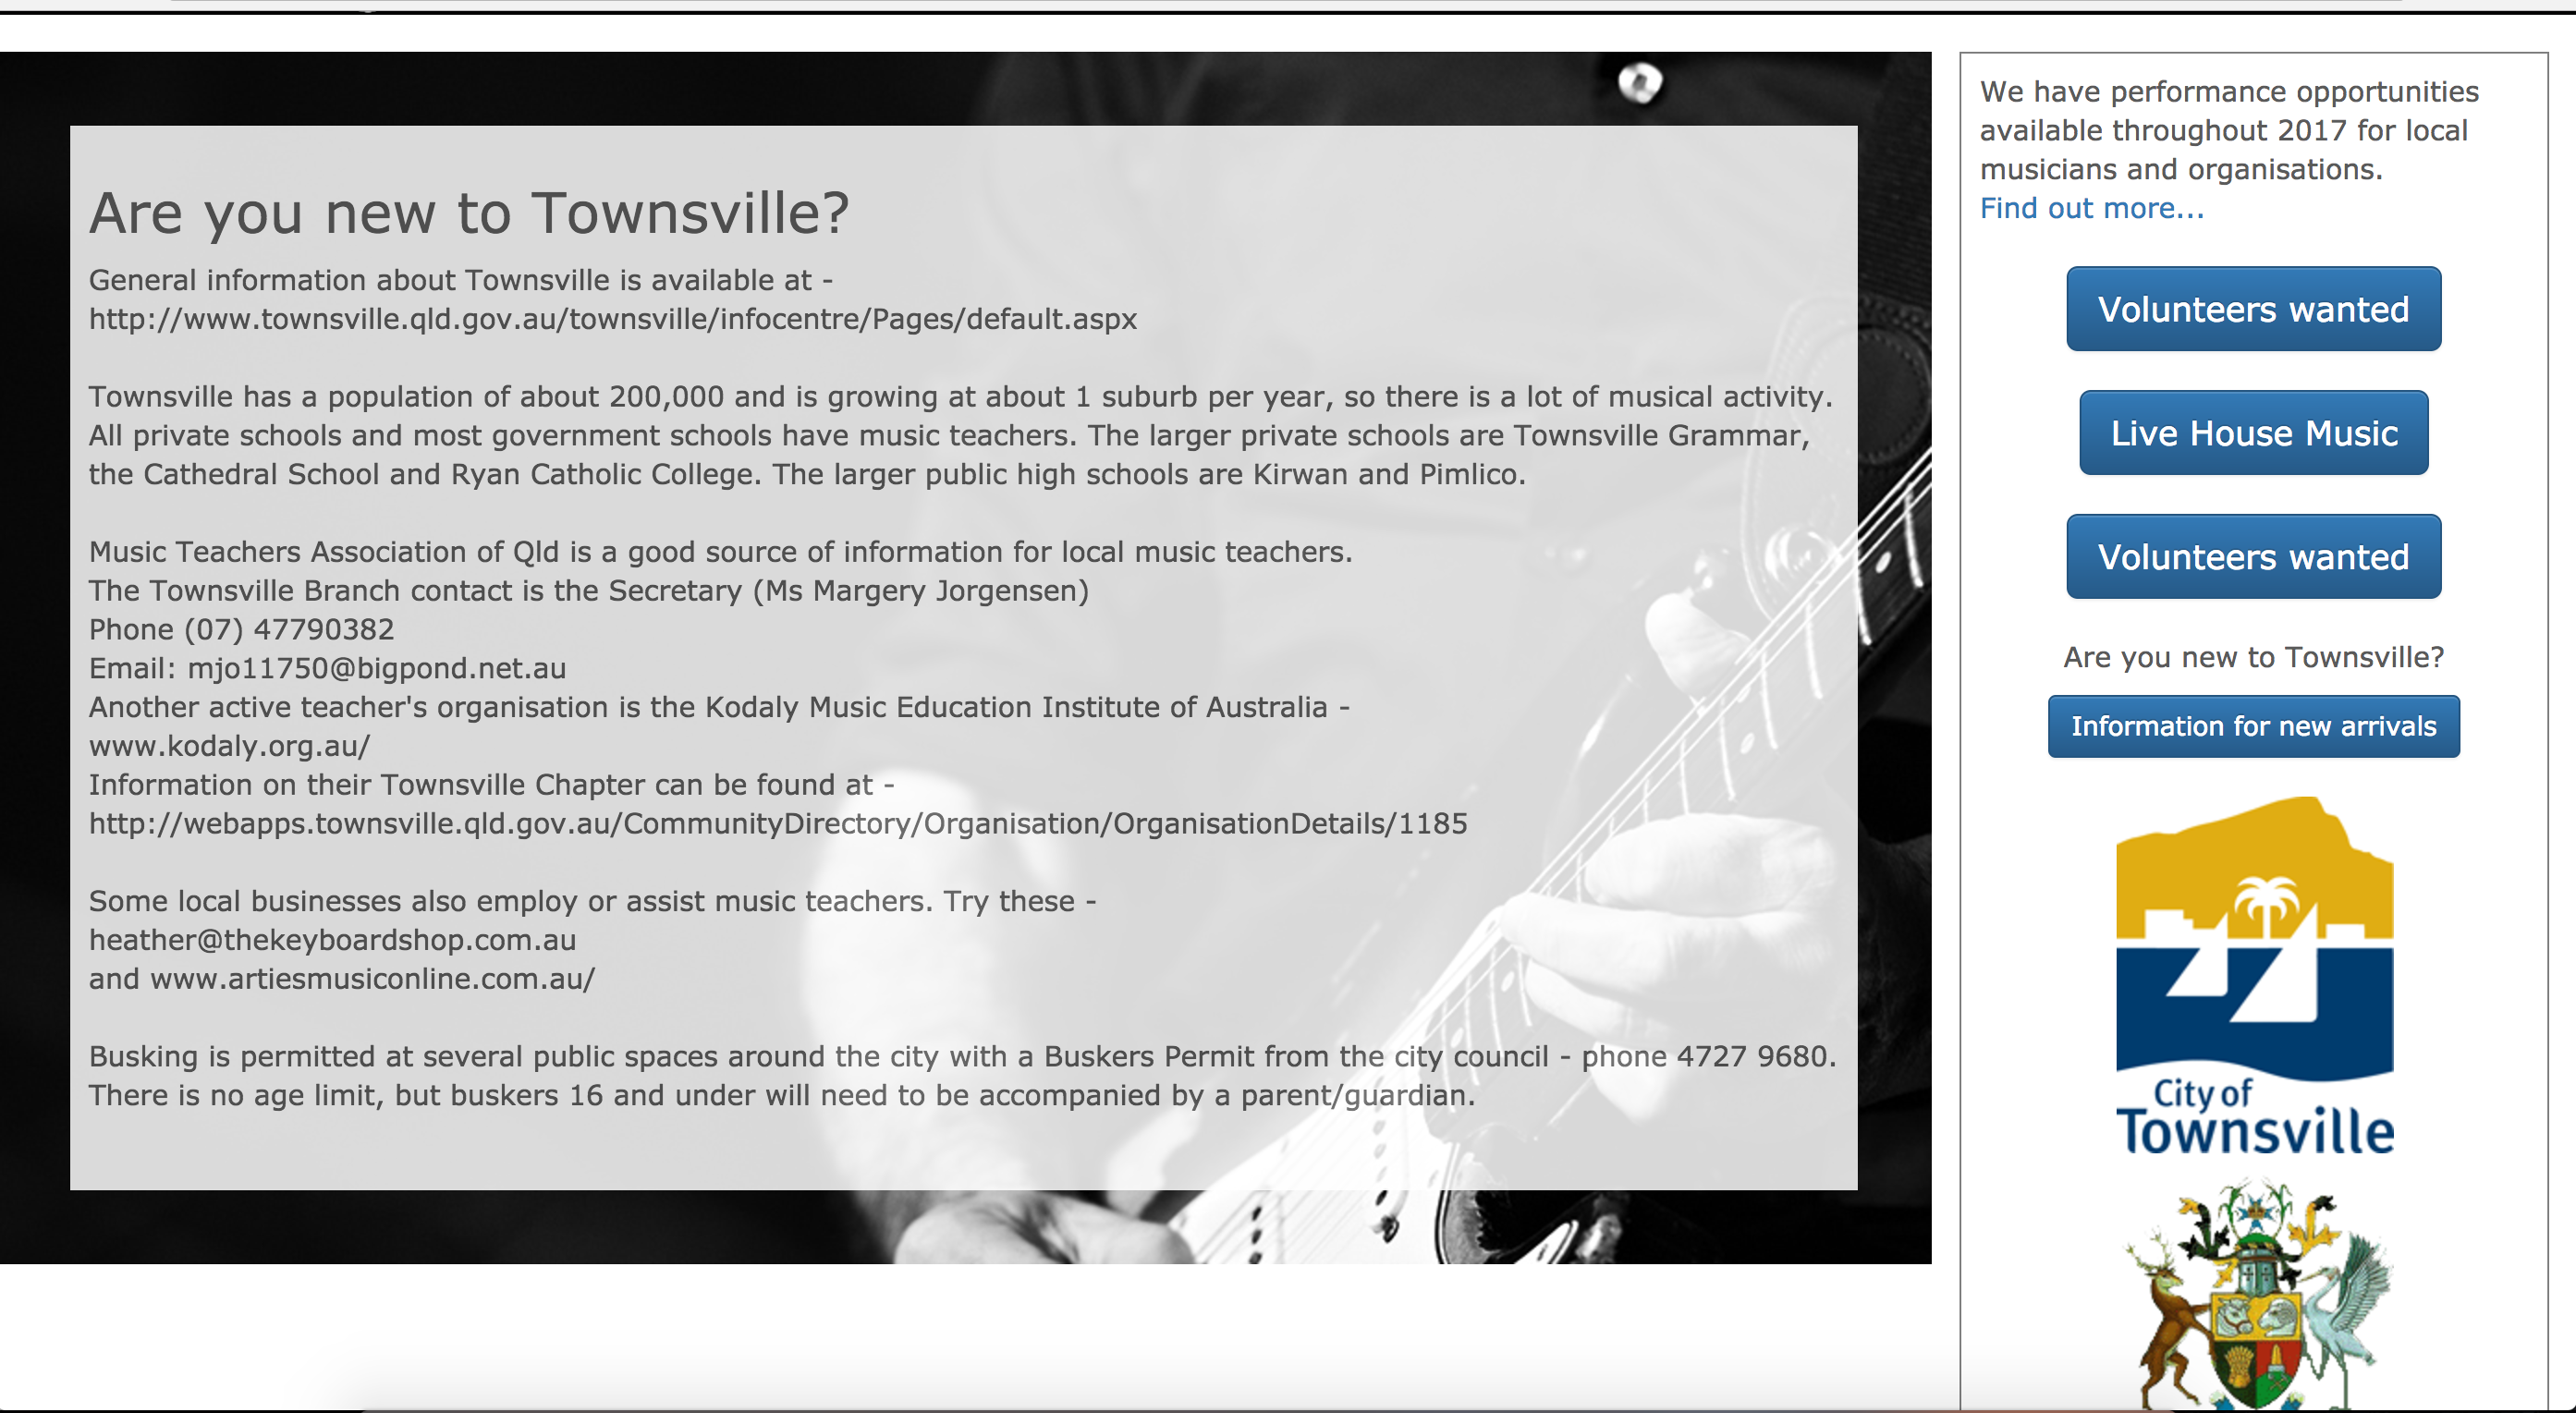 Are you new to Townsville?
General information about Townsville is available at -
http://www.townsville.qld.gov.au/townsville/infocentre/Pages/default.aspx
Townsville has a population of about 200,000 and is growing at about 1 suburb per year, so there is a lot of musical activity.
All private schools and most government schools have music teachers. The larger private schools are Townsville Grammar,
the Cathedral School and Ryan Catholic College. The larger public high schools are Kirwan and Pimlico.
Music Teachers Association of Qld is a good source of information for local music teachers.
The Townsville Branch contact is the Secretary (Ms Margery Jorgensen)
Phone (07) 47790382
Email: mjo11750@bigpond.net.au
Another active teacher's organisation is the Kodaly Music Education Institute of Australia -
www.kodaly.org.au/
Information on their Townsville Chapter can be found at -
http://webapps.townsville.qld.gov.au/CommunityDirectory/Organisation/OrganisationDetails/1185
Some local businesses also employ or assist music teachers. Try these -
heather@thekeyboardshop.com.au
and www.artiesmusiconline.com.au/
Busking is permitted at several public spaces around the city with a Buskers Permit from the city council - phone 4727 9680.
There is no age limit, but buskers 16 and under will need to be accompanied by a parent/guardian.
We have performance opportunities
available throughout 2017 for local
musicians and organisations.
Find out more...
Volunteers wanted
Live House Music
Volunteers wanted
Are you new to Townsville?
Information for new arrivals
City of
Townsville